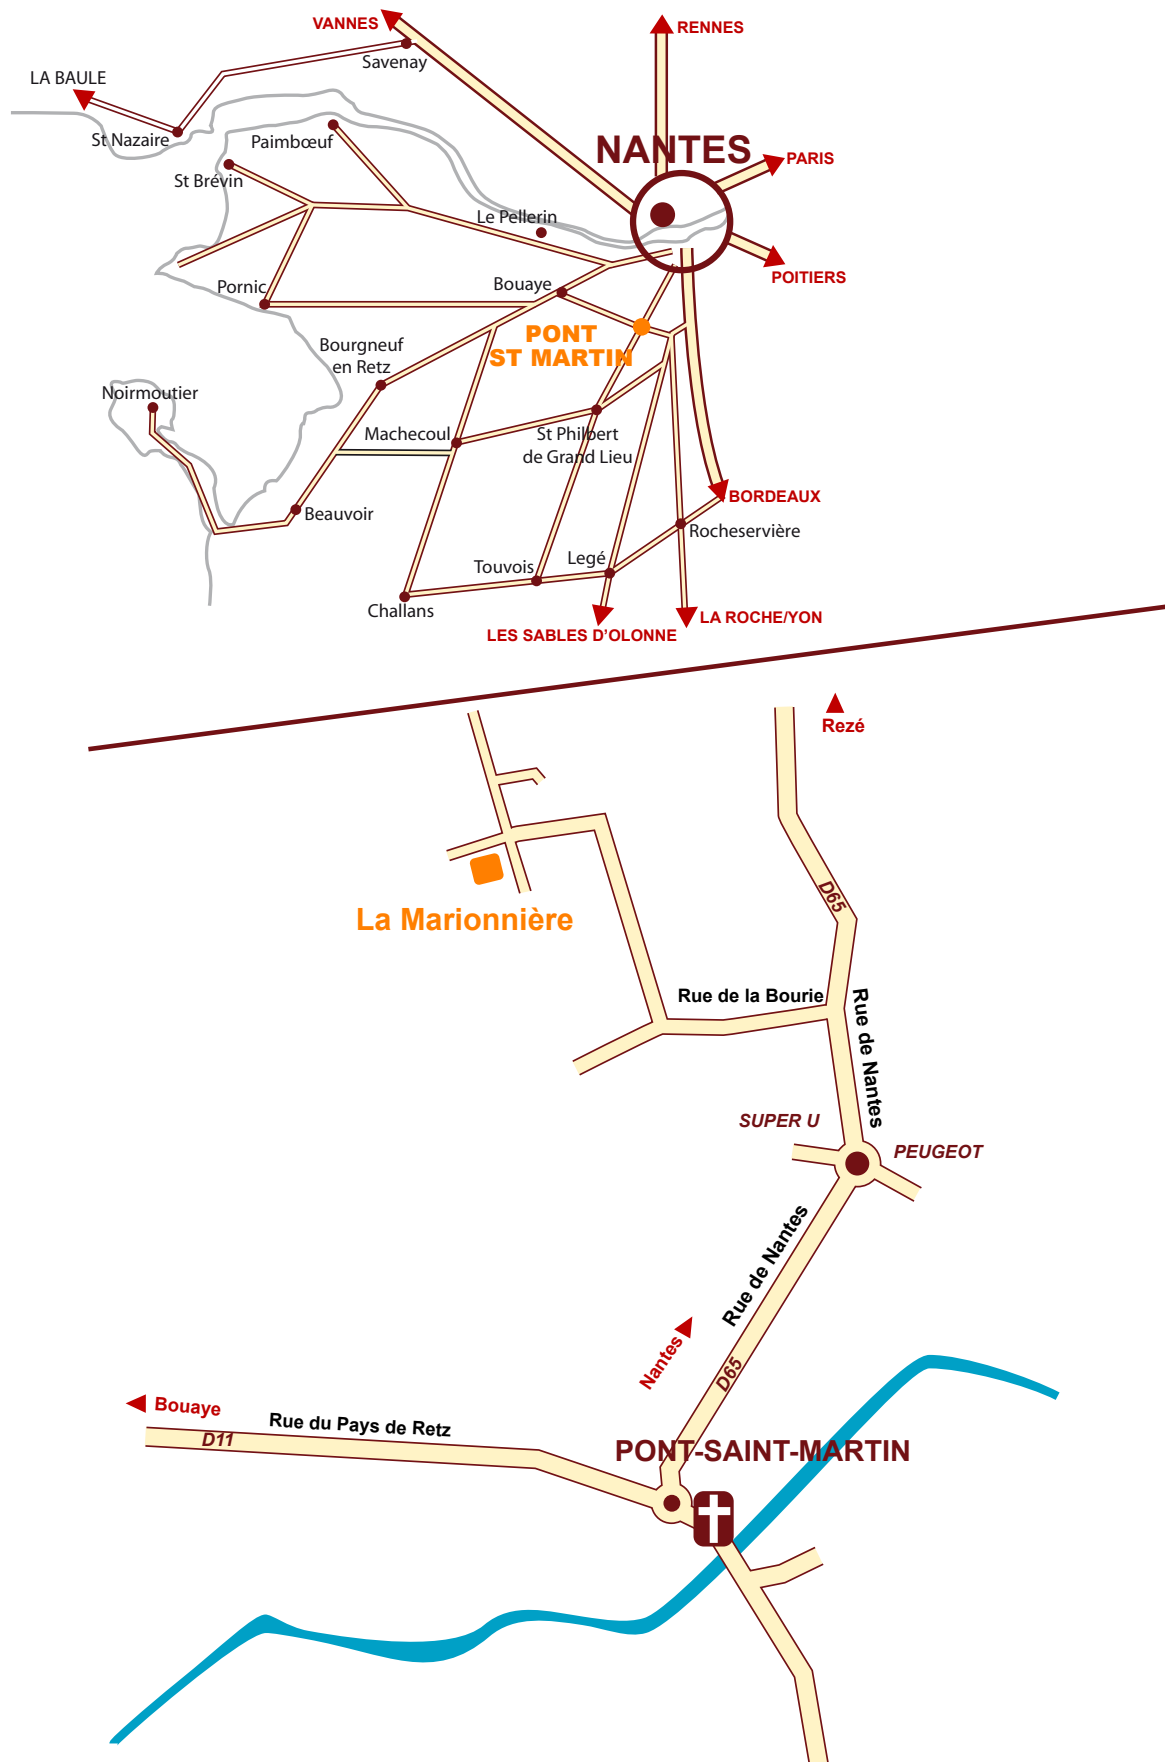 VANNES
RENNES
Savenay
LA BAULE
St Nazaire
Paimbœuf
NANTES
PARIS
St Brévin
Le Pellerin
POITIERS
Pornic
Bouaye
PONT
ST MARTIN
Bourgneuf
en Retz
Noirmoutier
Machecoul
St Philbert
de Grand Lieu
BORDEAUX
Beauvoir
Rocheservière
Legé
Touvois
Challans
LA ROCHE/YON
LES SABLES D'OLONNE
Rezé
D65
La Marionnière
Rue de la Bourie
Rue de Nantes
SUPER U
PEUGEOT
Rue de Nantes
Nantes
D65
Bouaye
Rue du Pays de Retz
D11
PONT-SAINT-MARTIN